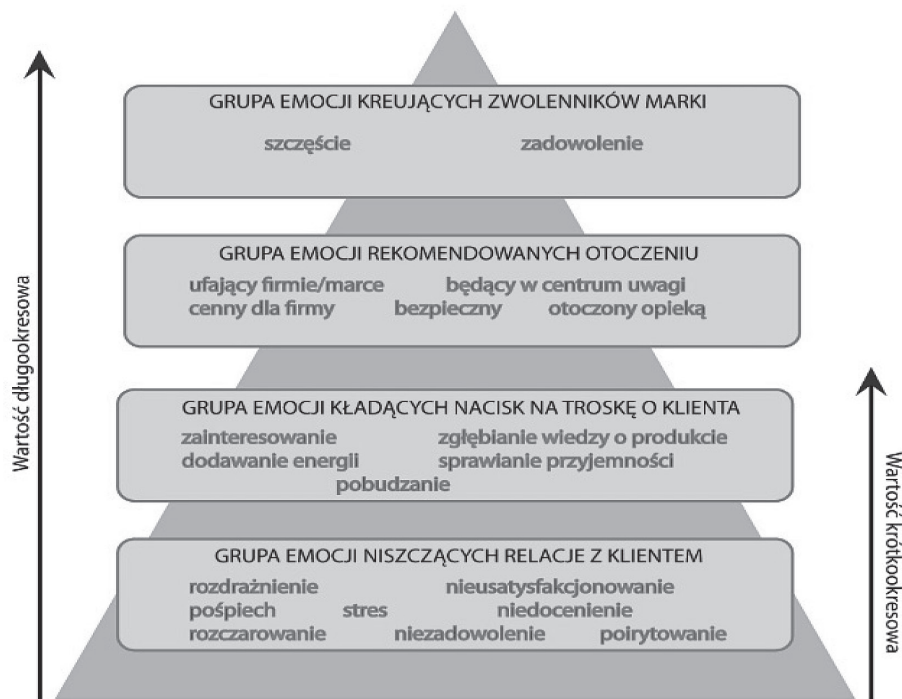 GRUPA EMOCJI KREUJĄCYCH ZWOLENNIKÓW MARKI
szczęście zadowolenie
GRUPA EMOCJI REKOMENDOWANYCH OTOCZENIU
ufający firmie/marce będący w centrum uwagi
cenny dla firmy bezpieczny otoczony opieką
GRUPA EMOCJI KŁADĄCYCH NACISK NA TROSKĘ O KLIENTA
zainteresowanie zgłębianie wiedzy o produkcie
dodawanie energii sprawianie przyjemności
pobudzanie
GRUPA EMOCJI NISZCZĄCYCH RELACJE Z KLIENTEM
rozdrażnienie nieusatysfakcjonowanie
pośpiech stres niedocenienie
rozczarowanie niezadowolenie poirytowanie
Wartość długookresowa
Wartość krótkookresowa